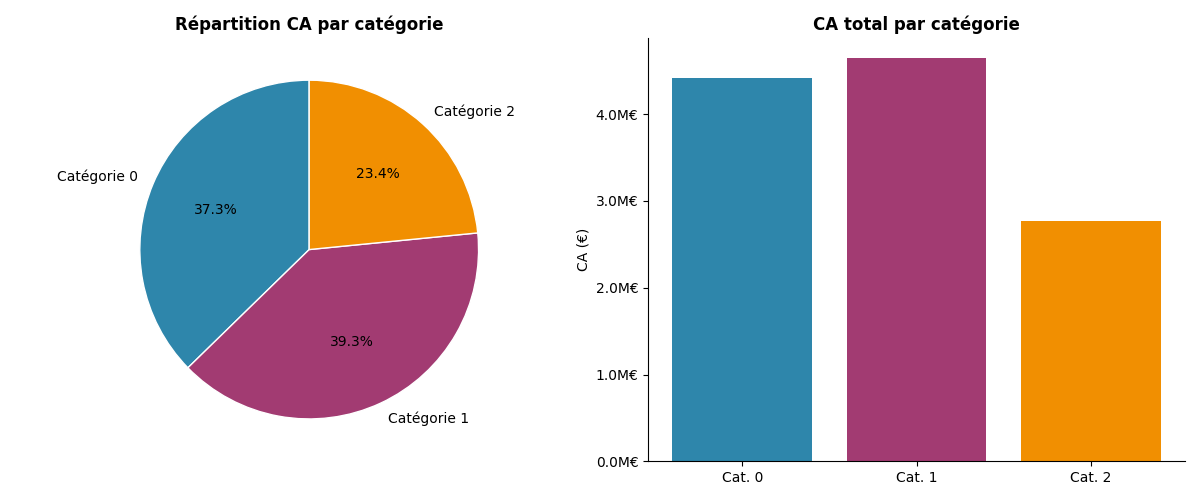 Répartition CA par catégorie
Catégorie 2
Catégorie 0
23.4%
37.3%
39.3%
Catégorie 1
CA total par catégorie
CA (€)
4.0M€
3.0M€
2.0M€
1.0M€
0.0M€
Cat. 0
Cat. 1
Cat. 2